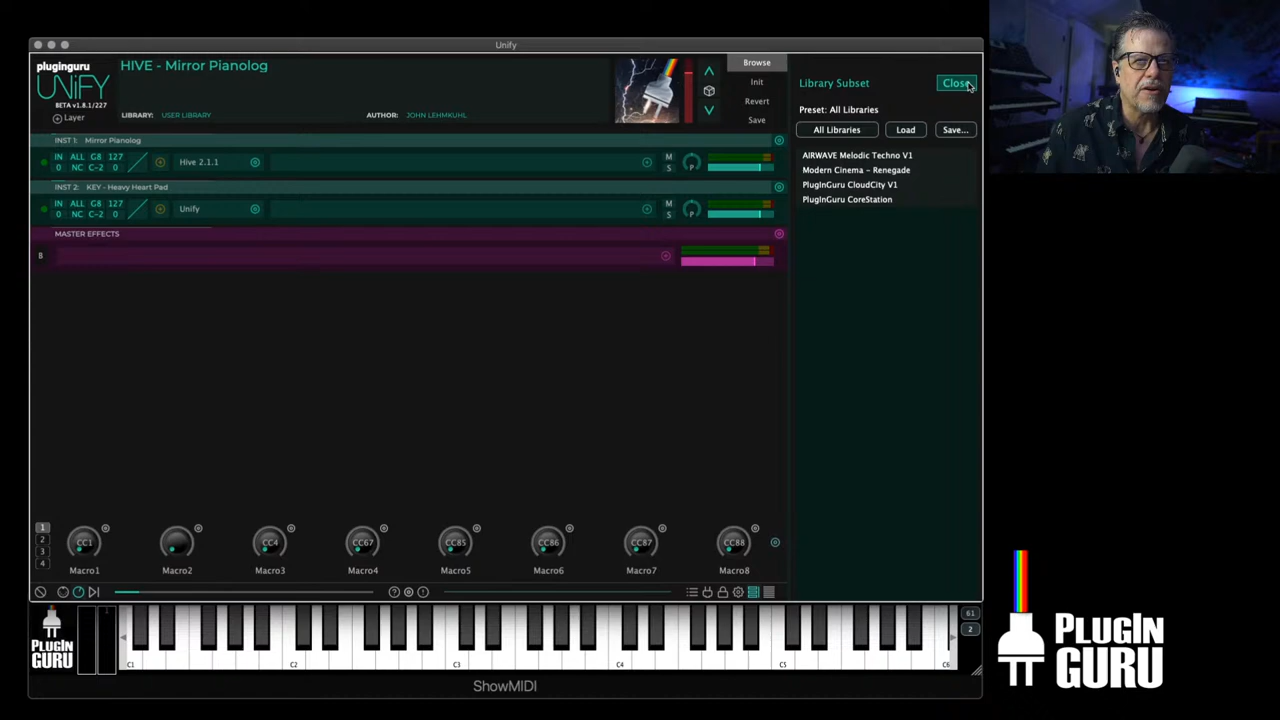 Unify
pluginguru
UNIFY
BETA v1.8.1/227
Layer
HIVE - Mirror Pianolog
LIBRARY: USER LIBRARY
AUTHOR: JOHN LEHMKUHL
Browse
Init
Revert
Save
Library Subset
Close
Preset: All Libraries
All Libraries
Load
Save...
AIRWAVE Melodic Techno V1
Modern Cinema - Renegade
PlugInGuru CloudCity V1
PlugInGuru CoreStation
INST 1: Mirror Pianolog
IN ALL G8 127
0 NC C-2 0
Hive 2.1.1
M
S
P
INST 2: KEY - Heavy Heart Pad
IN ALL G8 127
0 NC C-2 0
Unify
M
S
P
MASTER EFFECTS
B
1
2
3
4
CC1
CC4
CC67
CC85
CC86
CC87
CC88
Macro1
Macro2
Macro3
Macro4
Macro5
Macro6
Macro7
Macro8
PLUGIN
GURU
C1
C2
C3
C4
C5
C6
61
2
ShowMIDI
PLUGIN
GURU